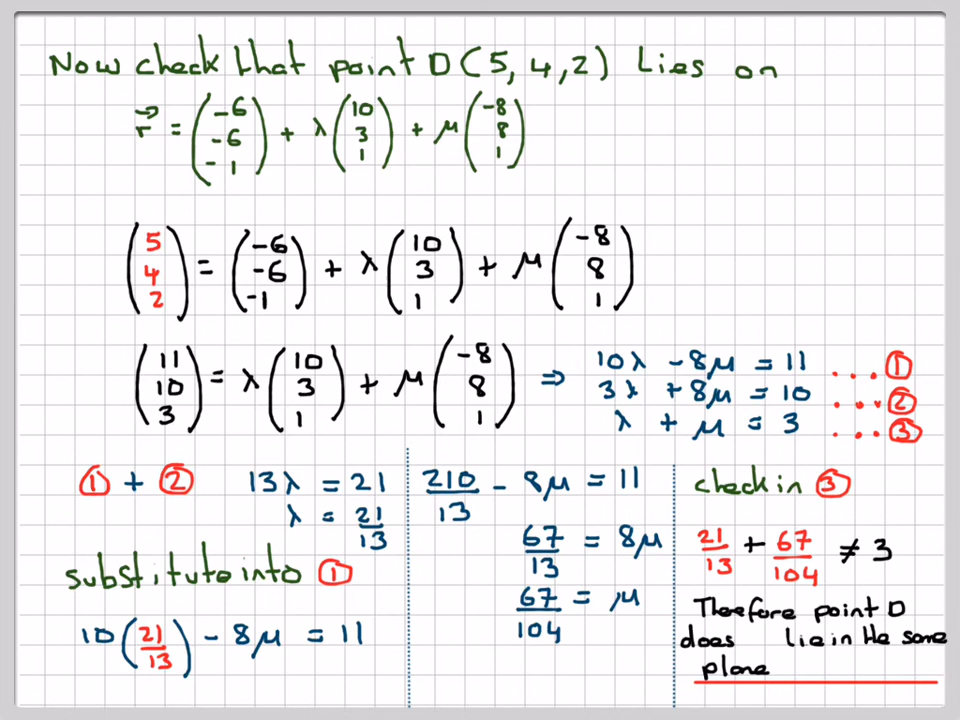 Now check that point D(5, 4, 2) Lies on
r⃗ = (-6 -6 -1) + λ (10 3 1) + μ (-8 8 1)
(5 4 2) = (-6 -6 -1) + λ (10 3 1) + μ (-8 8 1)
(11 10 3) = λ (10 3 1) + μ (-8 8 1) ⇒
10λ - 8μ = 11 ... ①
3λ + 8μ = 10 ... ②
λ + μ = 3 ... ③
① + ② 13λ = 21
λ = 21/13
substitute into ①
10(21/13) - 8μ = 11
210/13 - 8μ = 11
67/13 = 8μ
67/104 = μ
check in ③
21/13 + 67/104 ≠ 3
Therefore point D
does lie in the same
plane